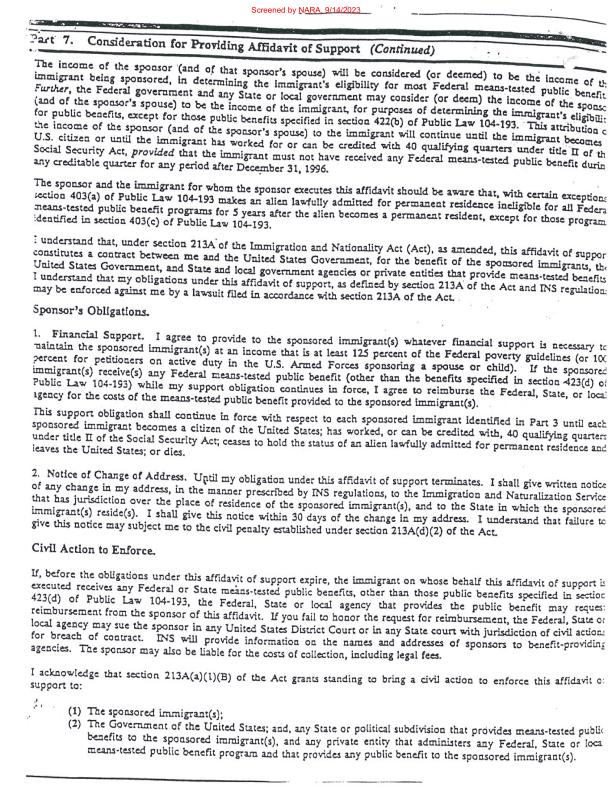 Screened by NARA, 9/14/2023
Part 7. Consideration for Providing Affidavit of Support (Continued)
The income of the sponsor (and of that sponsor's spouse) will be considered (or deemed) to be the income of th
immigrant being sponsored, in determining the immigrant's eligibility for most Federal means-tested public benefit
Further, the Federal government and any State or local government may consider (or deem) the income of the sponso
(and of the sponsor's spouse) to be the income of the immigrant, for purposes of determining the immigrant's eligibili
for public benefits, except for those public benefits specified in section 422(b) of Public Law 104-193. This attribution o
the income of the sponsor (and of the sponsor's spouse) to the immigrant will continue until the immigrant becomes
U.S. citizen or until the immigrant has worked for or can be credited with 40 qualifying quarters under title II of the
Social Security Act, provided that the immigrant must not have received any Federal means-tested public benefit durin
any creditable quarter for any period after December 31, 1996.
The sponsor and the immigrant for whom the sponsor executes this affidavit should be aware that, with certain exceptions
section 403(a) of Public Law 104-193 makes an alien lawfully admitted for permanent residence ineligible for all Federa
means-tested public benefit programs for 5 years after the alien becomes a permanent resident, except for those program
identified in section 403(c) of Public Law 104-193.
I understand that, under section 213A of the Immigration and Nationality Act (Act), as amended, this affidavit of suppor
constitutes a contract between me and the United States Government, for the benefit of the sponsored immigrants, the
United States Government, and State and local government agencies or private entities that provide means-tested benefits
I understand that my obligations under this affidavit of support, as defined by section 213A of the Act and INS regulation
may be enforced against me by a lawsuit filed in accordance with section 213A of the Act.
Sponsor's Obligations.
1. Financial Support. I agree to provide to the sponsored immigrant(s) whatever financial support is necessary to
maintain the sponsored immigrant(s) at an income that is at least 125 percent of the Federal poverty guidelines (or 100
percent for petitioners on active duty in the U.S. Armed Forces sponsoring a spouse or child). If the sponsored
immigrant(s) receive(s) any Federal means-tested public benefit (other than the benefits specified in section 423(d) of
Public Law 104-193) while my support obligation continues in force, I agree to reimburse the Federal, State, or local
agency for the costs of the means-tested public benefit provided to the sponsored immigrant(s).
This support obligation shall continue in force with respect to each sponsored immigrant identified in Part 3 until each
sponsored immigrant becomes a citizen of the United States; has worked, or can be credited with, 40 qualifying quarters
under title II of the Social Security Act; ceases to hold the status of an alien lawfully admitted for permanent residence and
leaves the United States; or dies.
2. Notice of Change of Address. Until my obligation under this affidavit of support terminates. I shall give written notice
of any change in my address, in the manner prescribed by INS regulations, to the Immigration and Naturalization Service
that has jurisdiction over the place of residence of the sponsored immigrant(s), and to the State in which the sponsored
immigrant(s) reside(s). I shall give this notice within 30 days of the change in my address. I understand that failure to
give this notice may subject me to the civil penalty established under section 213A(d)(2) of the Act.
Civil Action to Enforce.
If, before the obligations under this affidavit of support expire, the immigrant on whose behalf this affidavit of support is
executed receives any Federal or State means-tested public benefits, other than those public benefits specified in section
423(d) of Public Law 104-193, the Federal, State or local agency that provides the public benefit may reques
reimbursement from the sponsor of this affidavit. If you fail to honor the request for reimbursement, the Federal, State or
local agency may sue the sponsor in any United States District Court or in any State court with jurisdiction of civil actions
for breach of contract. INS will provide information on the names and addresses of sponsors to benefit-providing
agencies. The sponsor may also be liable for the costs of collection, including legal fees.
I acknowledge that section 213A(a)(1)(B) of the Act grants standing to bring a civil action to enforce this affidavit of
support to:
(1) The sponsored immigrant(s);
(2) The Government of the United States; and, any State or political subdivision that provides means-tested public
benefits to the sponsored immigrant(s), and any private entity that administers any Federal, State or loca
means-tested public benefit program and that provides any public benefit to the sponsored immigrant(s).